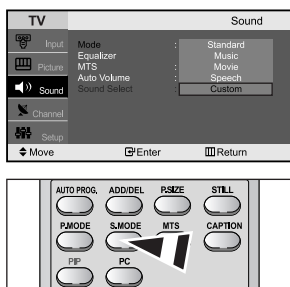 TV Sound
Input
Picture
Sound
Channel
Setup
Mode : Standard
Equalizer Music
MTS : Movie
Auto Volume : Speech
Sound Select : Custom
Move Enter Return
AUTO PROG. ADD/DEL P.SIZE STILL
P.MODE S.MODE MTS CAPTION
PIP PC